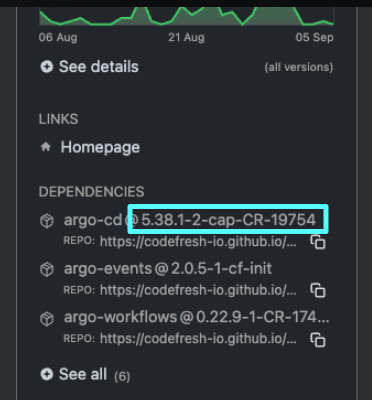 06 Aug 21 Aug 05 Sep
See details (all versions)
LINKS
Homepage
DEPENDENCIES
argo-cd @ 5.38.1-2-cap-CR-19754
REPO: https://codefresh-io.github.io/...
argo-events @ 2.0.5-1-cf-init
REPO: https://codefresh-io.github.io/...
argo-workflows @ 0.22.9-1-CR-174...
REPO: https://codefresh-io.github.io/...
See all (6)